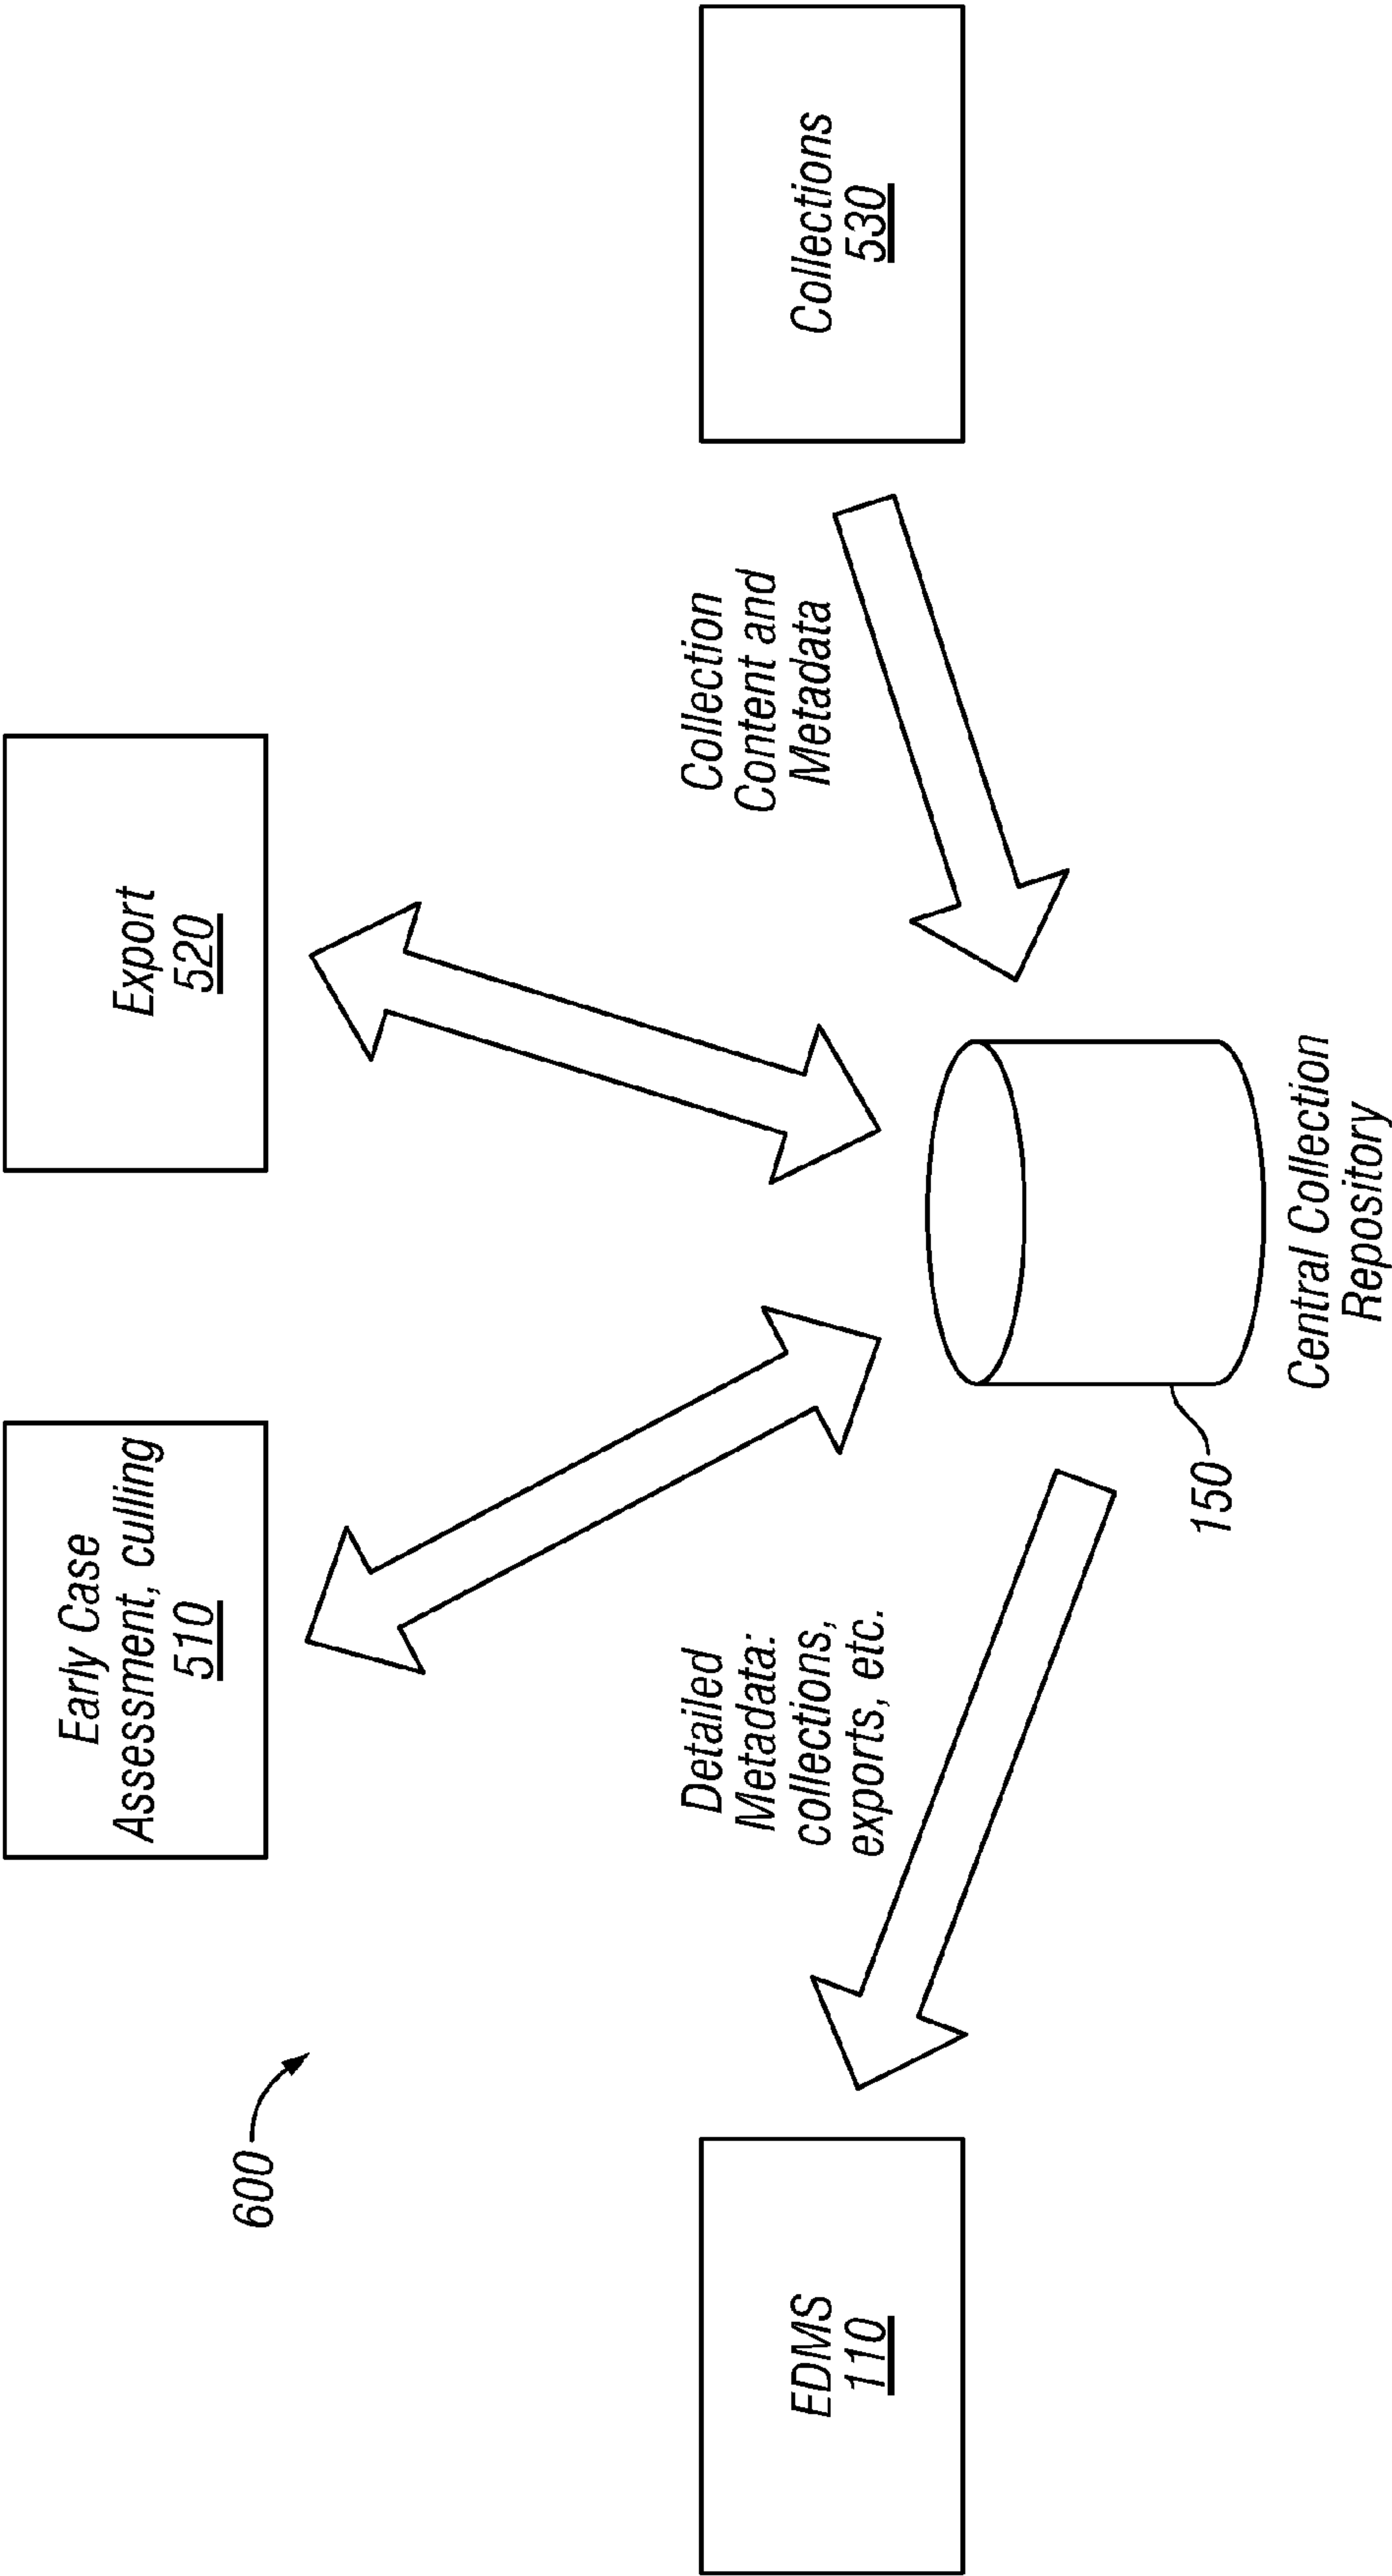 600
Early Case
Assessment, culling
510
Export
520
EDMS
110
Detailed
Metadata:
collections,
exports, etc.
Collection
Content and
Metadata
Collections
530
150
Central Collection
Repository